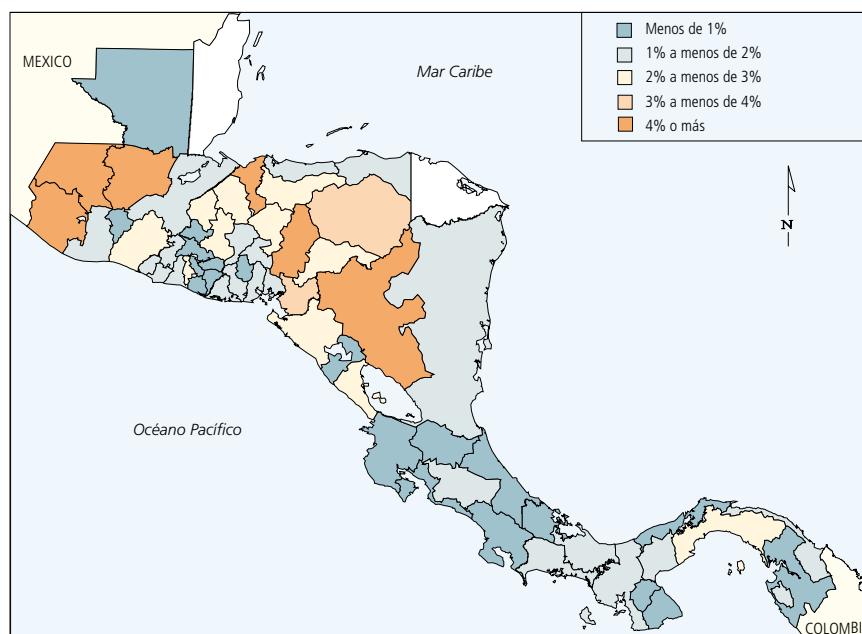 MEXICO
Mar Caribe
Menos de 1%
1% a menos de 2%
2% a menos de 3%
3% a menos de 4%
4% o más
N
Océano Pacífico
COLOMBI